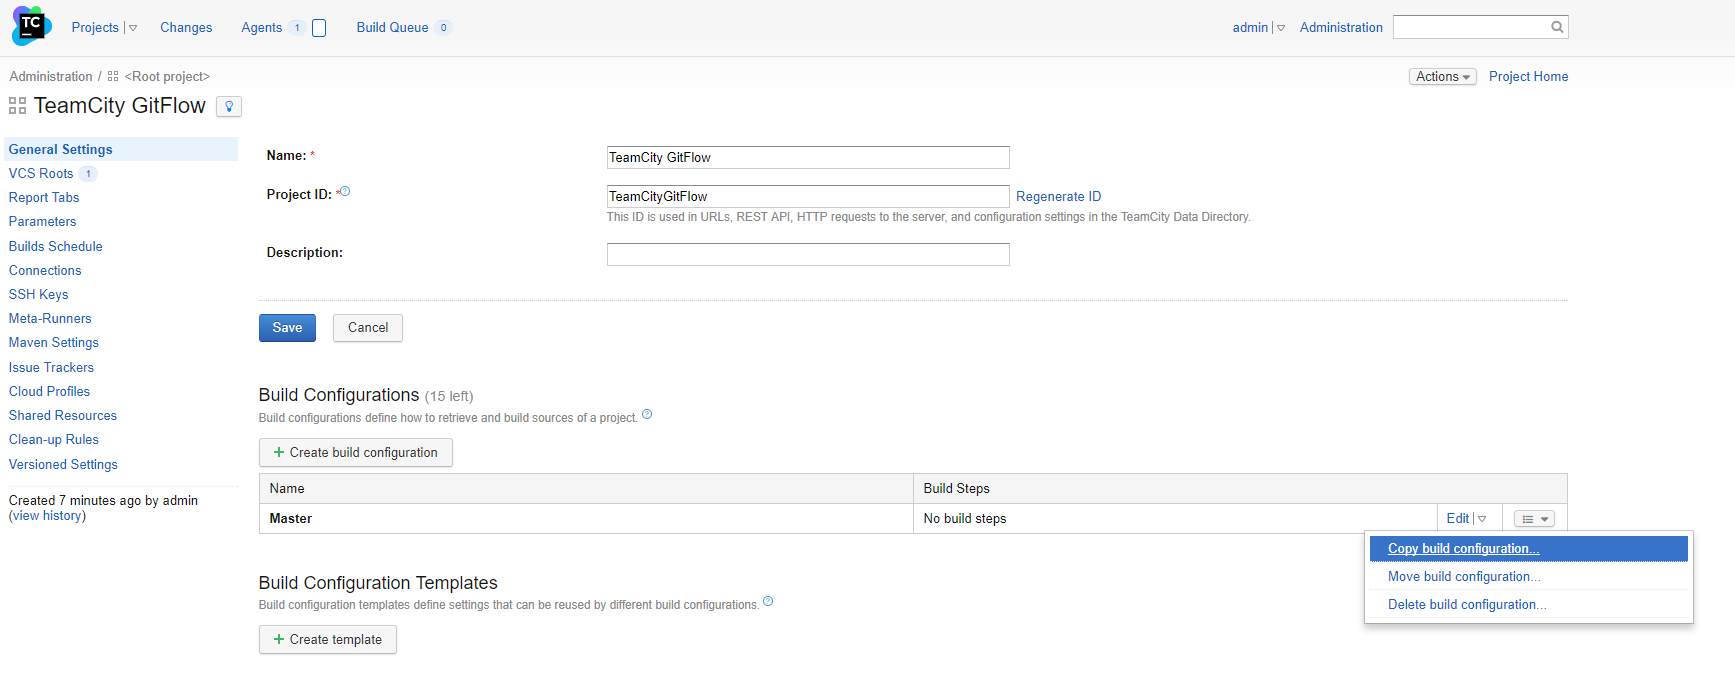 TC Projects Changes Agents 1 Build Queue 0 admin Administration
Administration / <Root project> Actions Project Home
TeamCity GitFlow
General Settings
VCS Roots 1
Report Tabs
Parameters
Builds Schedule
Connections
SSH Keys
Meta-Runners
Maven Settings
Issue Trackers
Cloud Profiles
Shared Resources
Clean-up Rules
Versioned Settings
Created 7 minutes ago by admin
(view history)
Name: * TeamCity GitFlow
Project ID: * ? TeamCityGitFlow Regenerate ID
This ID is used in URLs, REST API, HTTP requests to the server, and configuration settings in the TeamCity Data Directory.
Description:
Save Cancel
Build Configurations (15 left)
Build configurations define how to retrieve and build sources of a project. ?
+ Create build configuration
Name Build Steps
Master No build steps Edit
Copy build configuration...
Move build configuration...
Delete build configuration...
Build Configuration Templates
Build configuration templates define settings that can be reused by different build configurations. ?
+ Create template